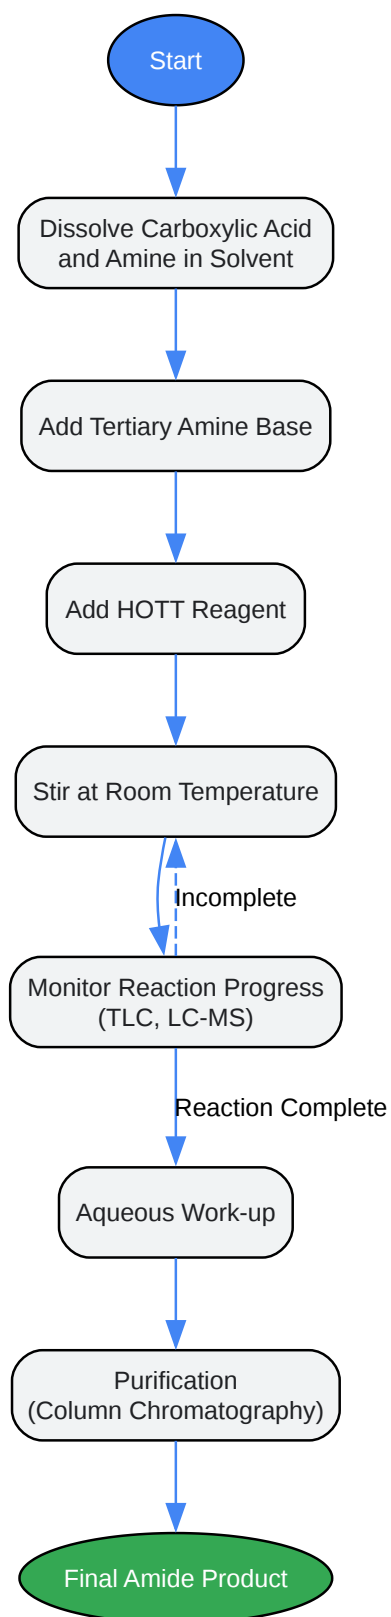 Start
Dissolve Carboxylic Acid
and Amine in Solvent
Add Tertiary Amine Base
Add HOTT Reagent
Stir at Room Temperature
Incomplete
Monitor Reaction Progress
(TLC, LC-MS)
Reaction Complete
Aqueous Work-up
Purification
(Column Chromatography)
Final Amide Product